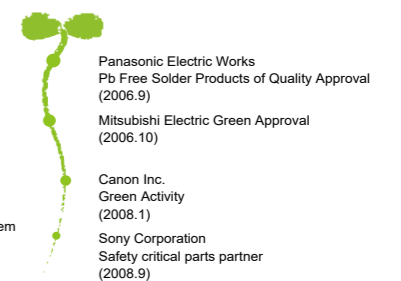 Panasonic Electric Works
Pb Free Solder Products of Quality Approval
(2006.9)
Mitsubishi Electric Green Approval
(2006.10)
Canon Inc.
Green Activity
(2008.1)
em
Sony Corporation
Safety critical parts partner
(2008.9)